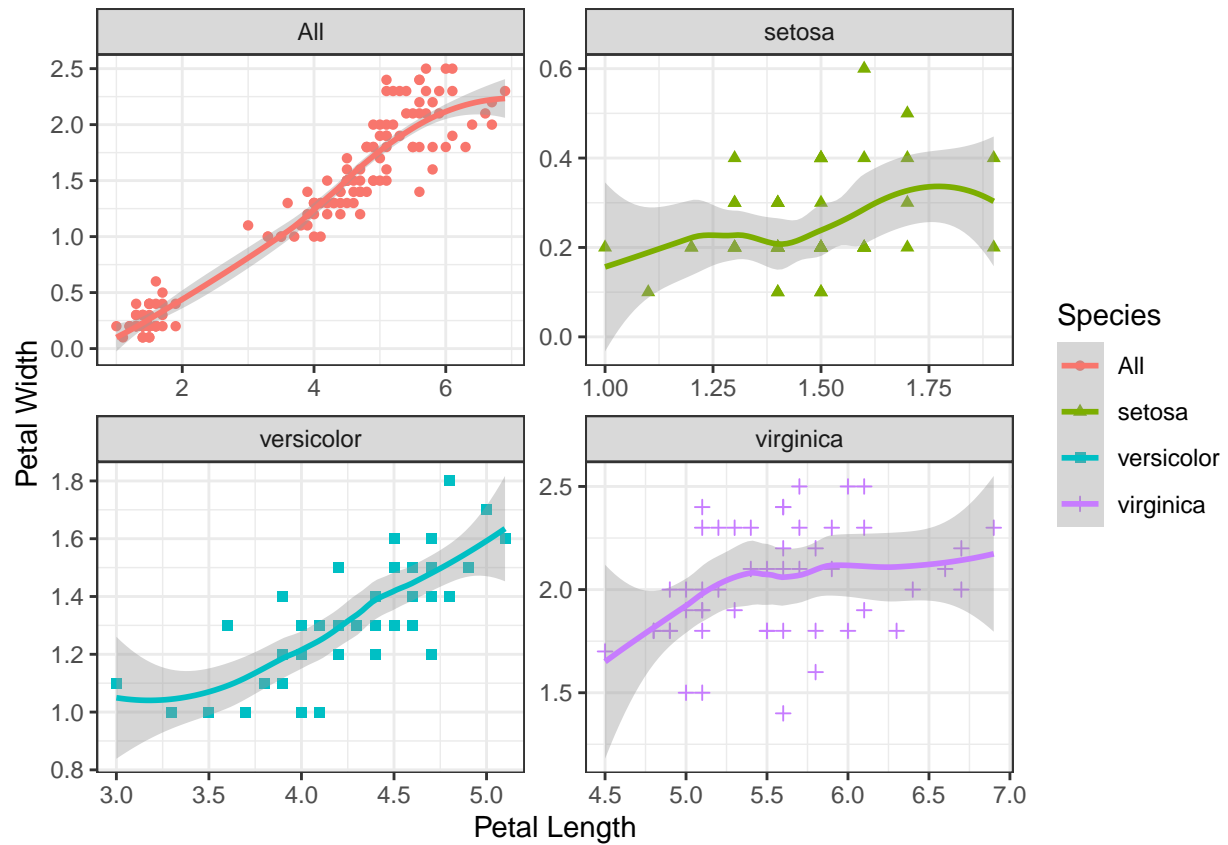 All
setosa
2.5
2.0
1.5
1.0
0.5
0.0
2 4 6
0.6
0.4
0.2
0.0
1.00 1.25 1.50 1.75
versicolor
virginica
1.8
1.6
1.4
1.2
1.0
0.8
3.0 3.5 4.0 4.5 5.0
2.5
2.0
1.5
4.5 5.0 5.5 6.0 6.5 7.0
Petal Width
Petal Length
Species
All
setosa
versicolor
virginica